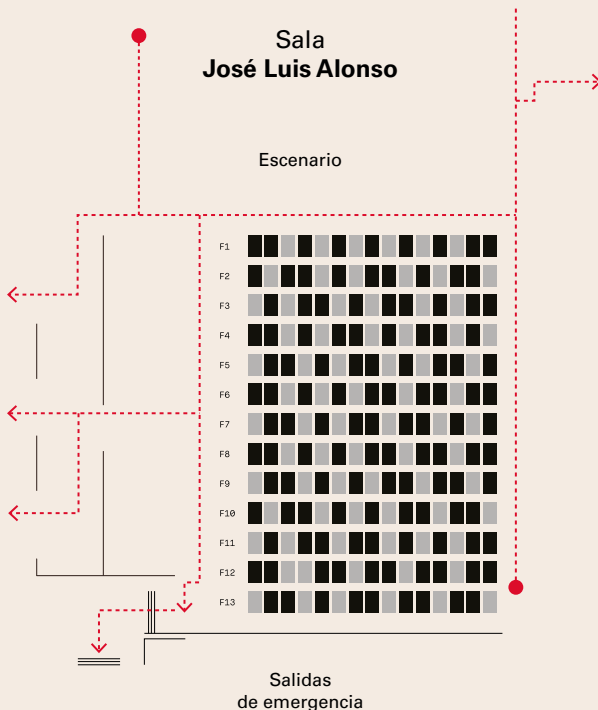 Sala
José Luis Alonso
Escenario
F1
F2
F3
F4
F5
F6
F7
F8
F9
F10
F11
F12
F13
Salidas
de emergencia